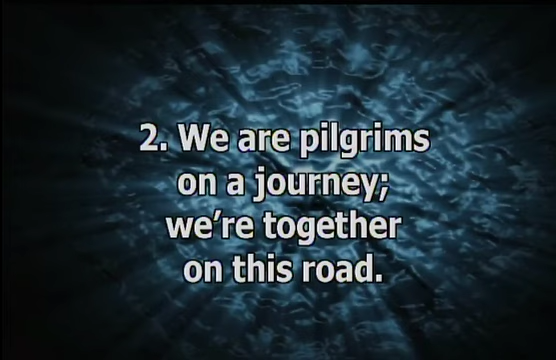 2. We are pilgrims
on a journey;
we're together
on this road.